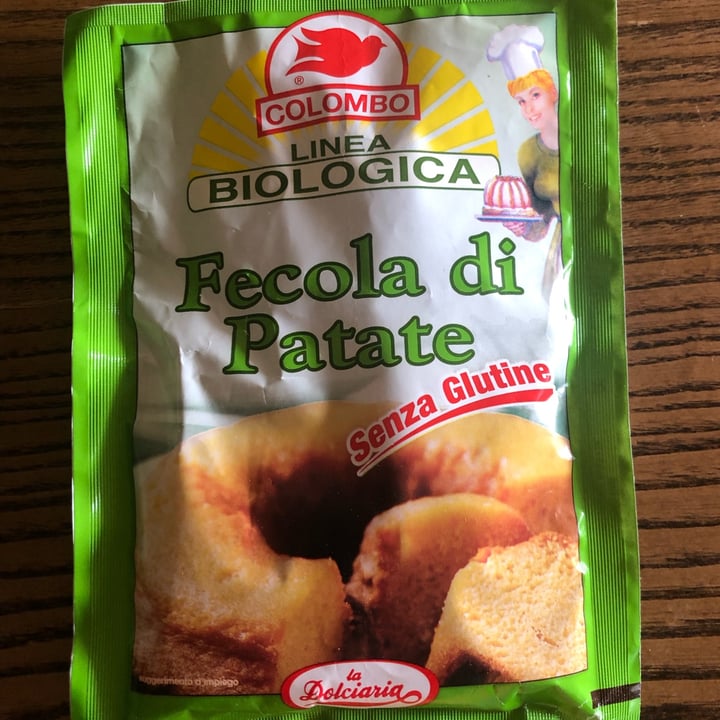 ®
COLOMBO
LINEA
BIOLOGICA
Fecola di
Patate
Senza Glutine
suggerimento d'impiego
la
Dolciaria